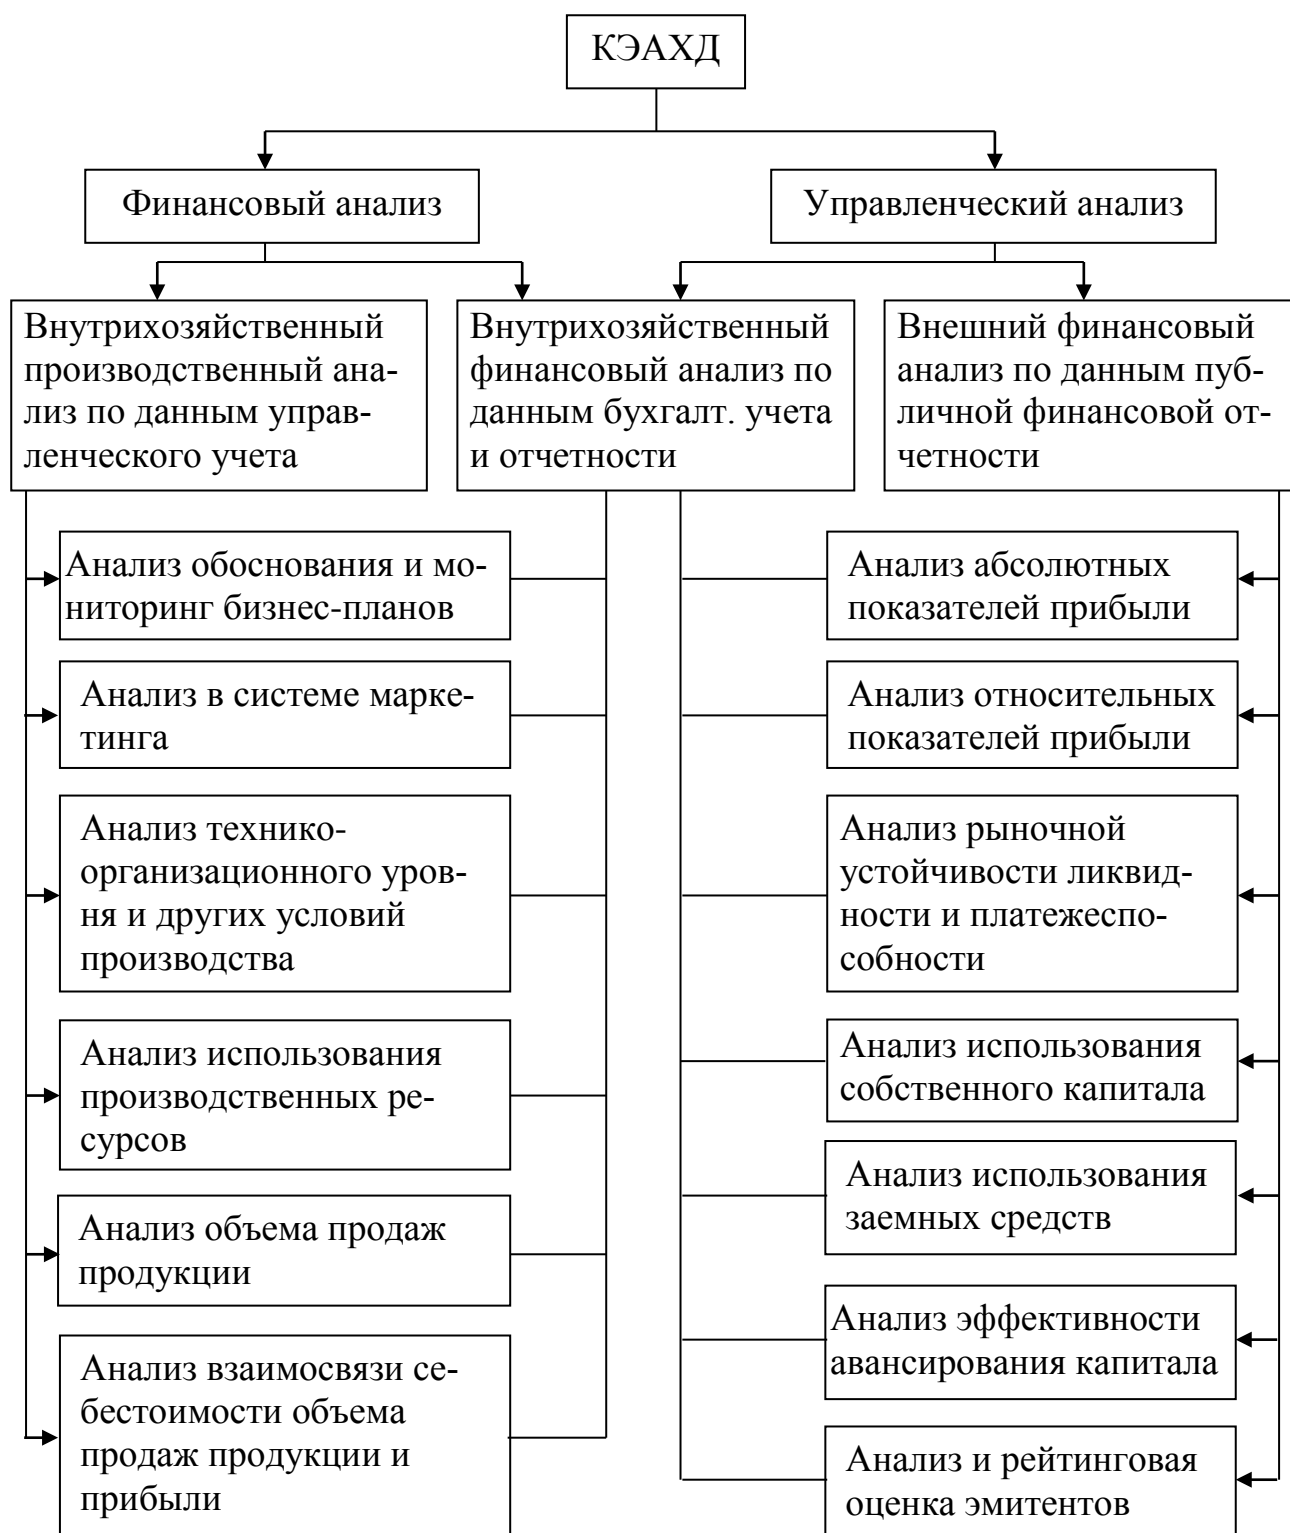 КЭАХД
Финансовый анализ
Управленческий анализ
Внутрихозяйственный
производственный ана-
лиз по данным управ-
ленческого учета
Внутрихозяйственный
финансовый анализ по
данным бухгалт. учета
и отчетности
Внешний финансовый
анализ по данным пуб-
личной финансовой от-
четности
Анализ обоснования и мо-
ниторинг бизнес-планов
Анализ в системе марке-
тинга
Анализ технико-
организационного уров-
ня и других условий
производства
Анализ использования
производственных ре-
сурсов
Анализ объема продаж
продукции
Анализ взаимосвязи се-
бестоимости объема
продаж продукции и
прибыли
Анализ абсолютных
показателей прибыли
Анализ относительных
показателей прибыли
Анализ рыночной
устойчивости ликвид-
ности и платежеспо-
собности
Анализ использования
собственного капитала
Анализ использования
заемных средств
Анализ эффективности
авансирования капитала
Анализ и рейтинговая
оценка эмитентов